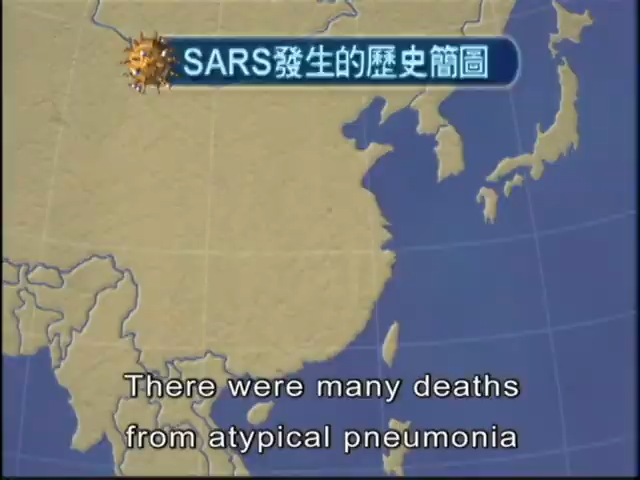 SARS發生的歷史簡圖
There were many deaths
from atypical pneumonia